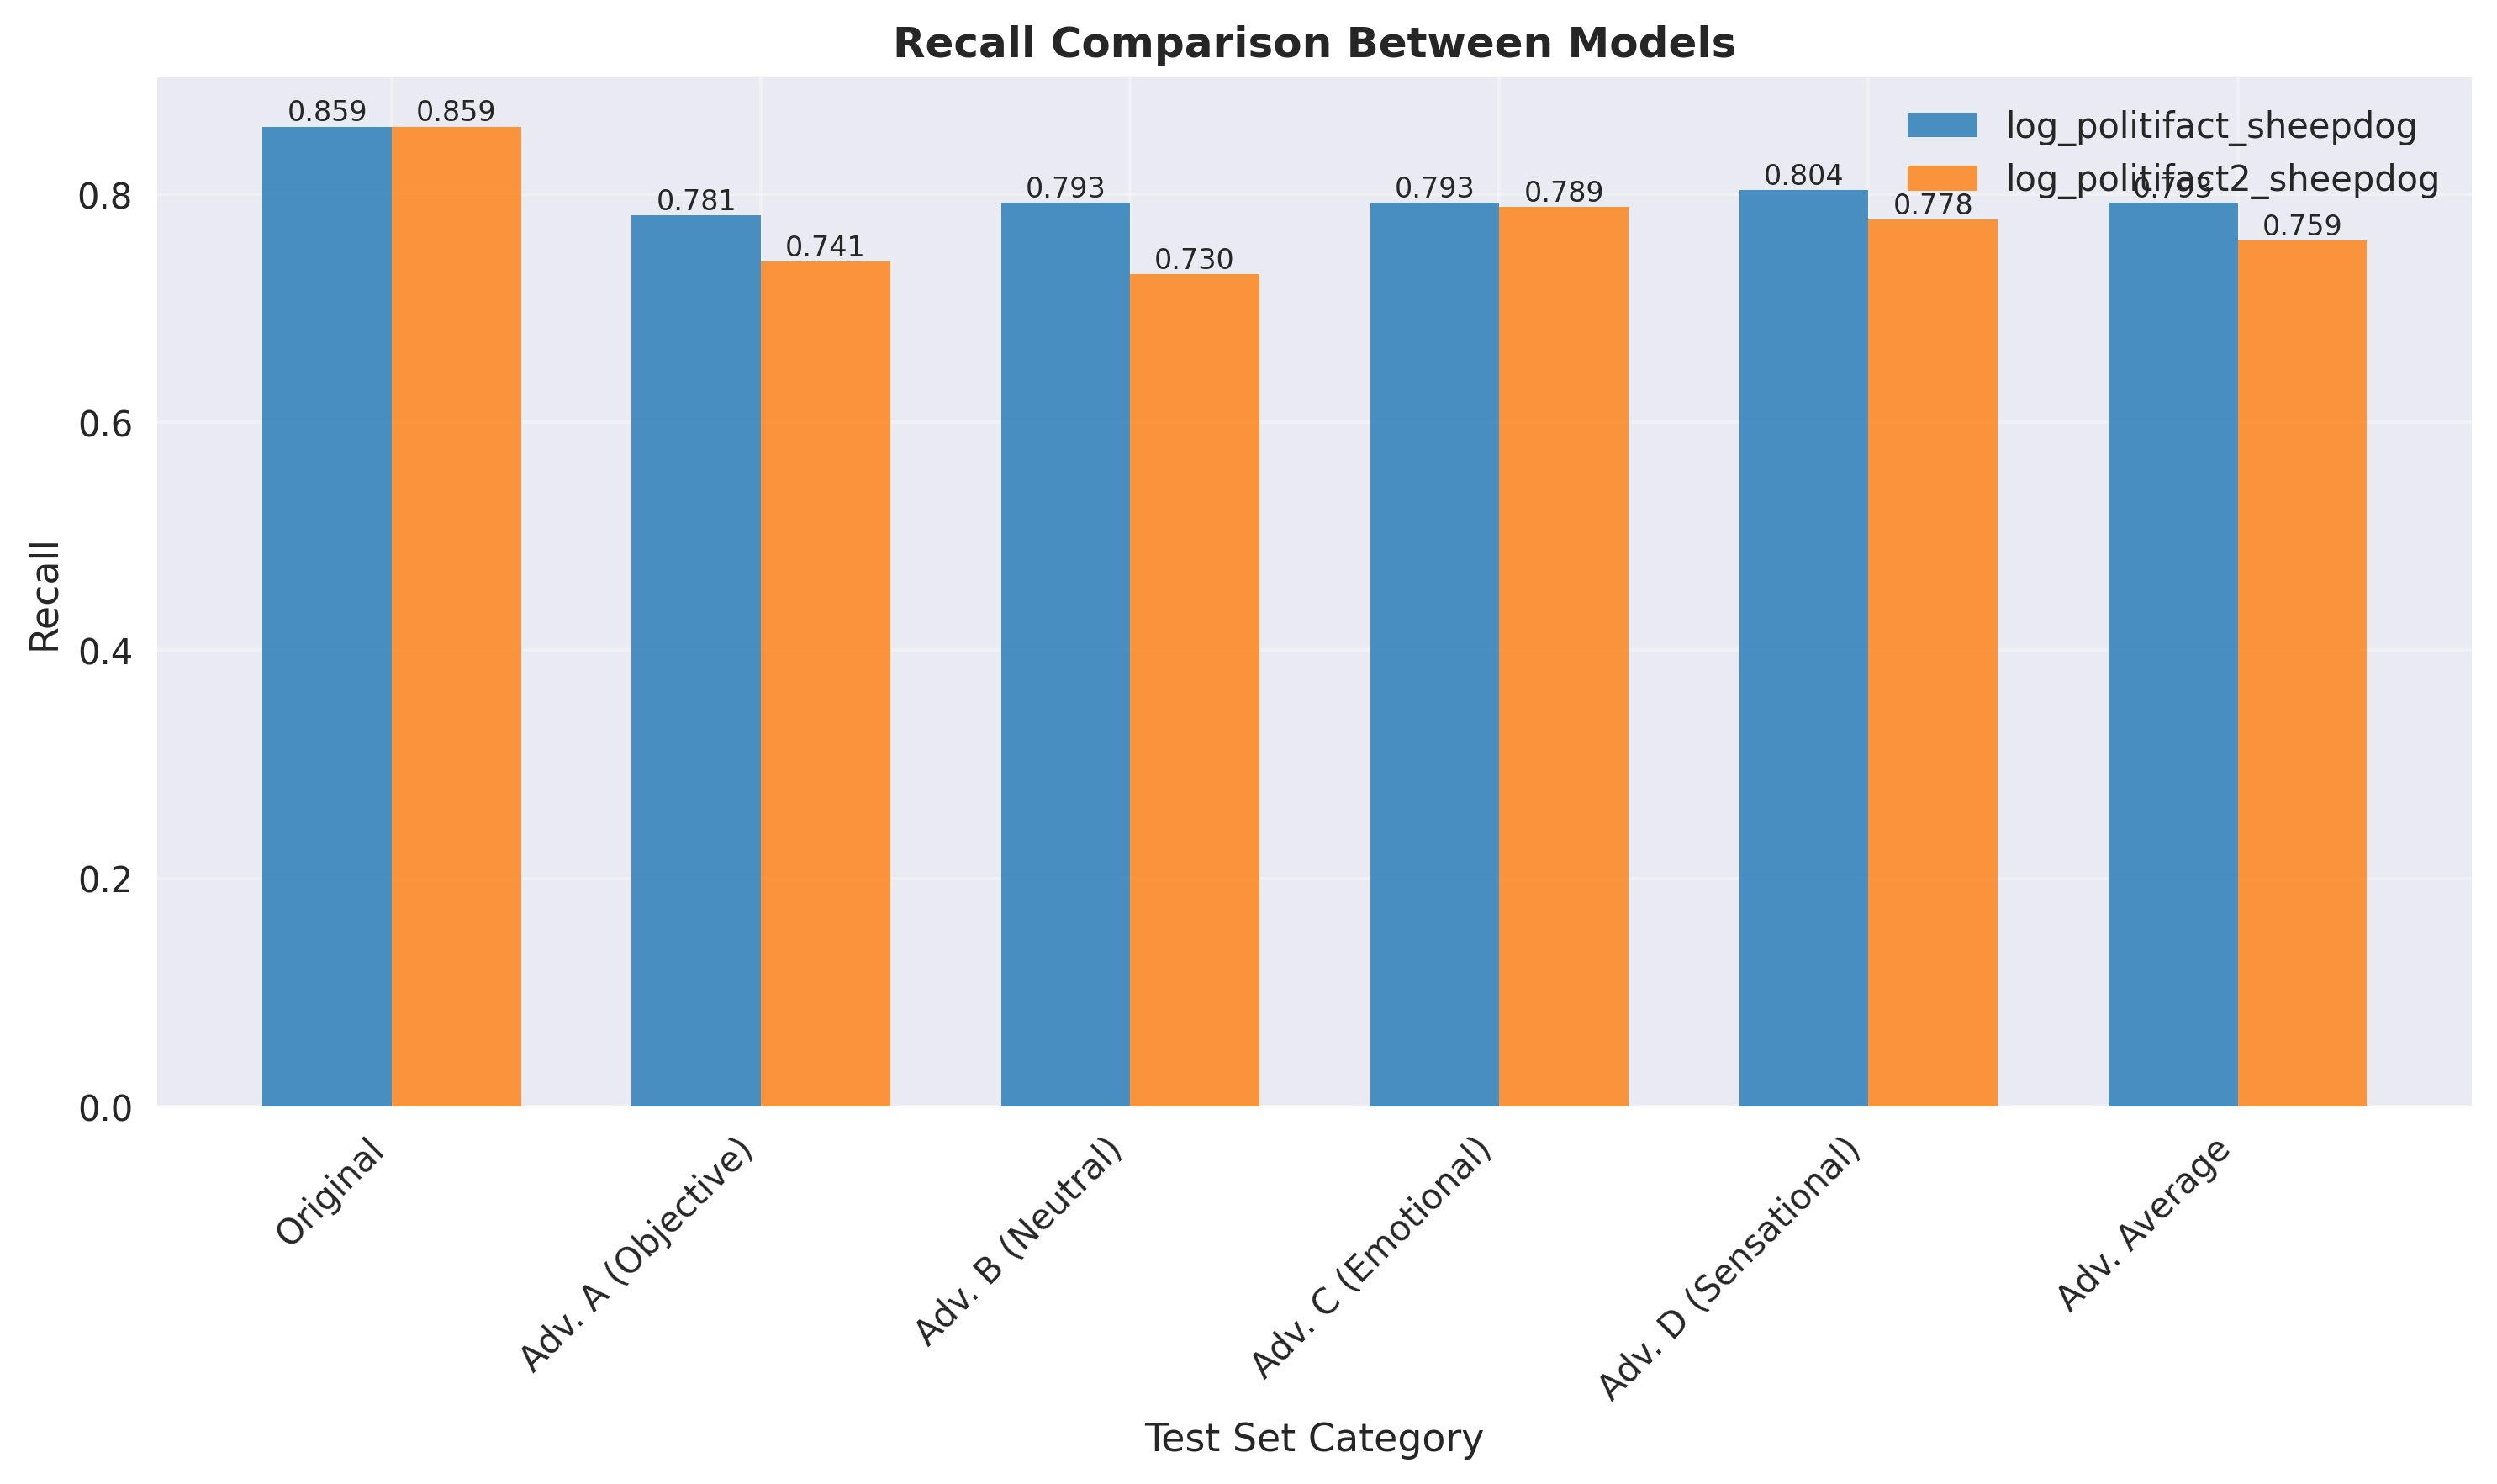 Recall Comparison Between Models
0.859
0.859
0.781
0.741
0.793
0.730
0.793
0.789
0.804
0.778
0.793
0.759
log_politifact_sheepdog
log_politifact2_sheepdog
Recall
0.8
0.6
0.4
0.2
0.0
Original
Adv. A (Objective)
Adv. B (Neutral)
Adv. C (Emotional)
Adv. D (Sensational)
Adv. Average
Test Set Category